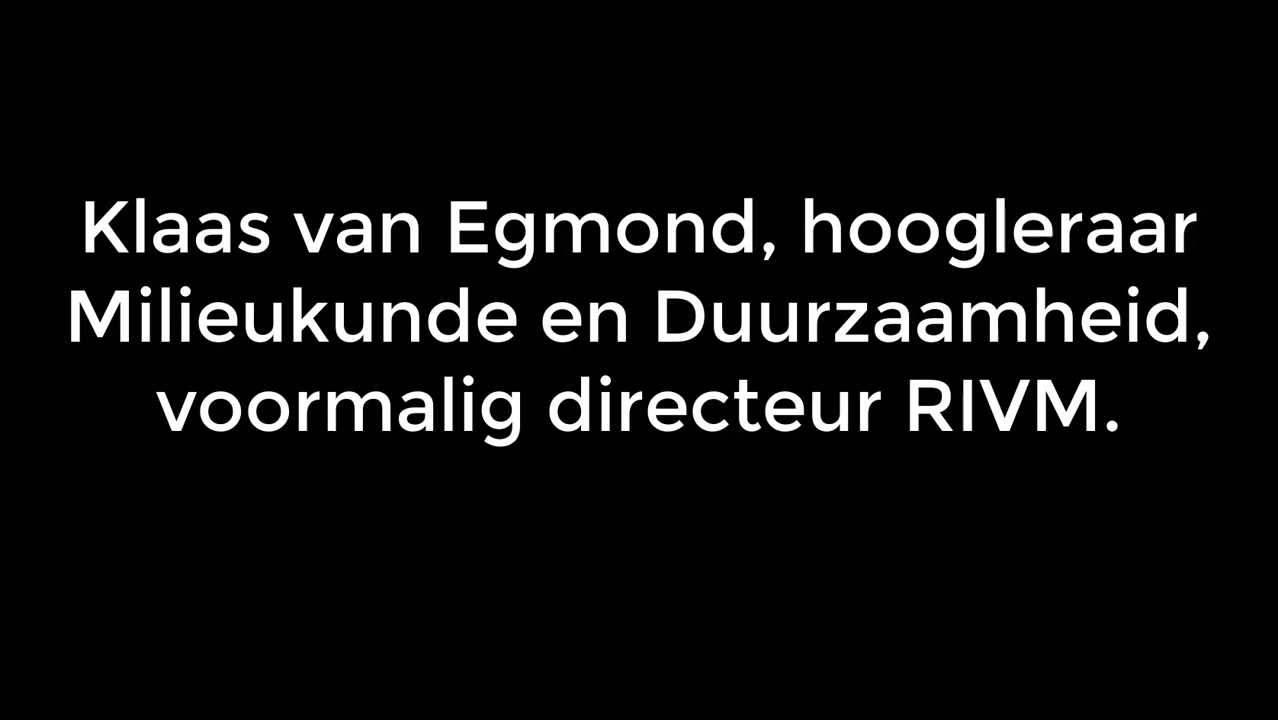 Klaas van Egmond, hoogleraar
Milieukunde en Duurzaamheid,
voormalig directeur RIVM.